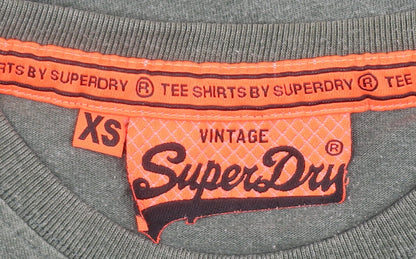 TEE SHIRTS BY SUPERDRY ® TEE SHIRTS BY SUPERDRY ®
XS
VINTAGE
SuperDry ®